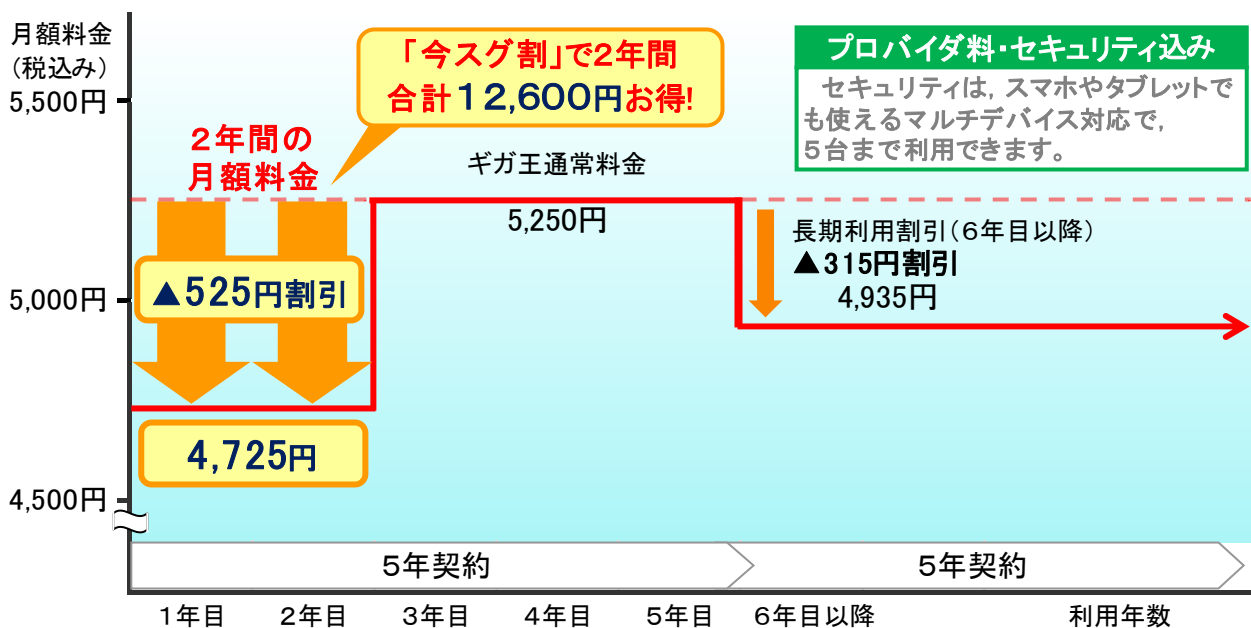 月額料金
(税込み)
5,500円
「今スグ割」で2年間
合計12,600円お得!
プロバイダ料・セキュリティ込み
セキュリティは, スマホやタブレットで
も使えるマルチデバイス対応で,
5台まで利用できます。
2年間の
月額料金
ギガ王通常料金
5,250円
長期利用割引(6年目以降)
▲315円割引
4,935円
▲525円割引
5,000円
4,725円
4,500円
5年契約
5年契約
1年目 2年目 3年目 4年目 5年目 6年目以降 利用年数